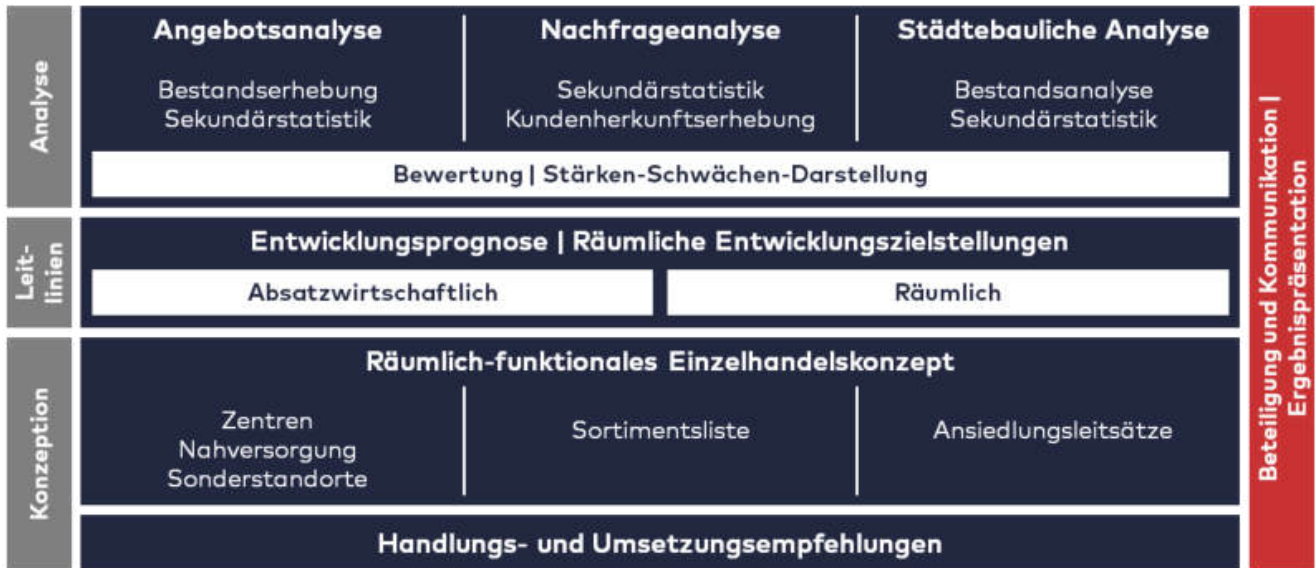 Analyse
Angebotsanalyse
Bestandserhebung
Sekundärstatistik
Nachfrageanalyse
Sekundärstatistik
Kundenherkunftserhebung
Städtebauliche Analyse
Bestandsanalyse
Sekundärstatistik
Bewertung | Stärken-Schwächen-Darstellung
Leit-
linien
Entwicklungsprognose | Räumliche Entwicklungszielstellungen
Absatzwirtschaftlich
Räumlich
Konzeption
Räumlich-funktionales Einzelhandelskonzept
Zentren
Nahversorgung
Sonderstandorte
Sortimentsliste
Ansiedlungsleitsätze
Handlungs- und Umsetzungsempfehlungen
Beteiligung und Kommunikation |
Ergebnispräsentation